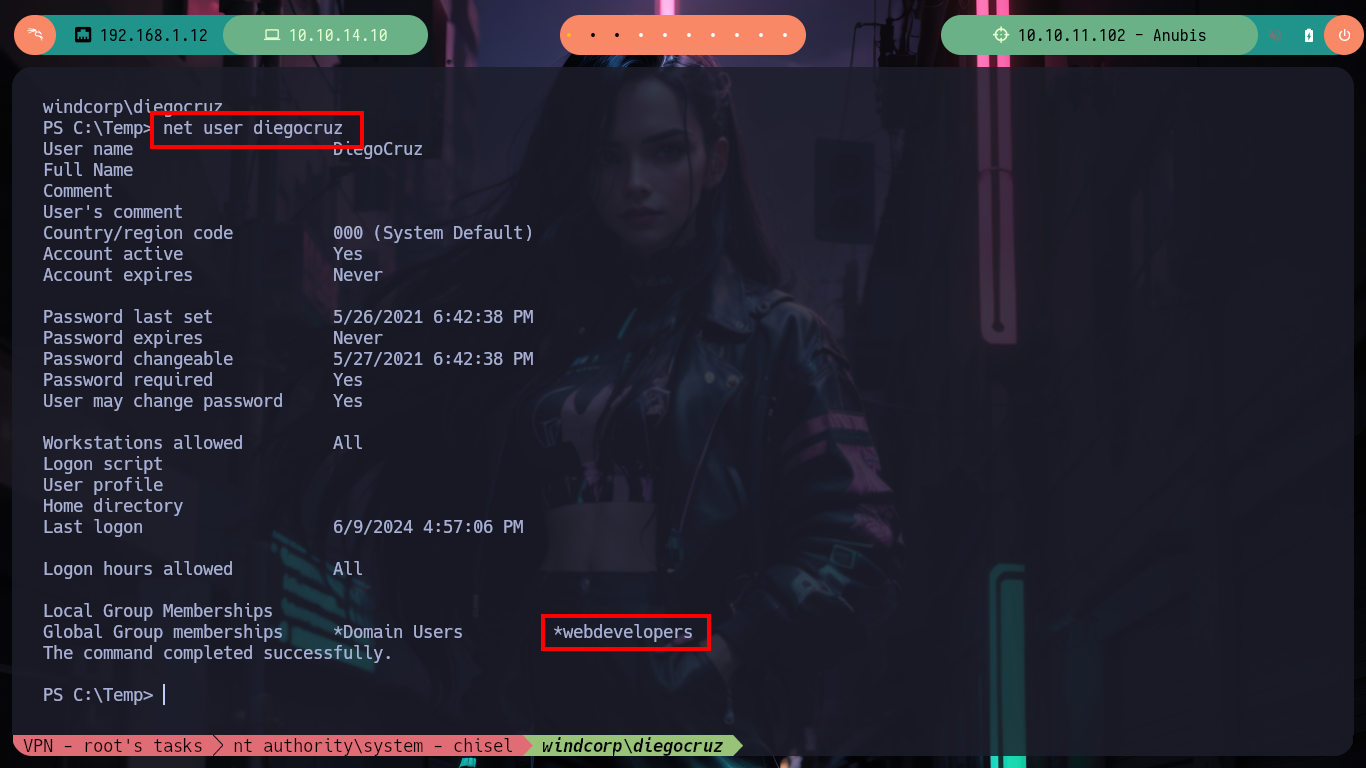 192.168.1.12
10.10.14.10
10.10.11.102 - Anubis
windcorp\diegocruz
PS C:\Temp> net user diegocruz
User name DiegoCruz
Full Name
Comment
User's comment
Country/region code 000 (System Default)
Account active Yes
Account expires Never
Password last set 5/26/2021 6:42:38 PM
Password expires Never
Password changeable 5/27/2021 6:42:38 PM
Password required Yes
User may change password Yes
Workstations allowed All
Logon script
User profile
Home directory
Last logon 6/9/2024 4:57:06 PM
Logon hours allowed All
Local Group Memberships
Global Group memberships *Domain Users *webdevelopers
The command completed successfully.
PS C:\Temp>
VPN - root's tasks
nt authority\system - chisel
windcorp\diegocruz